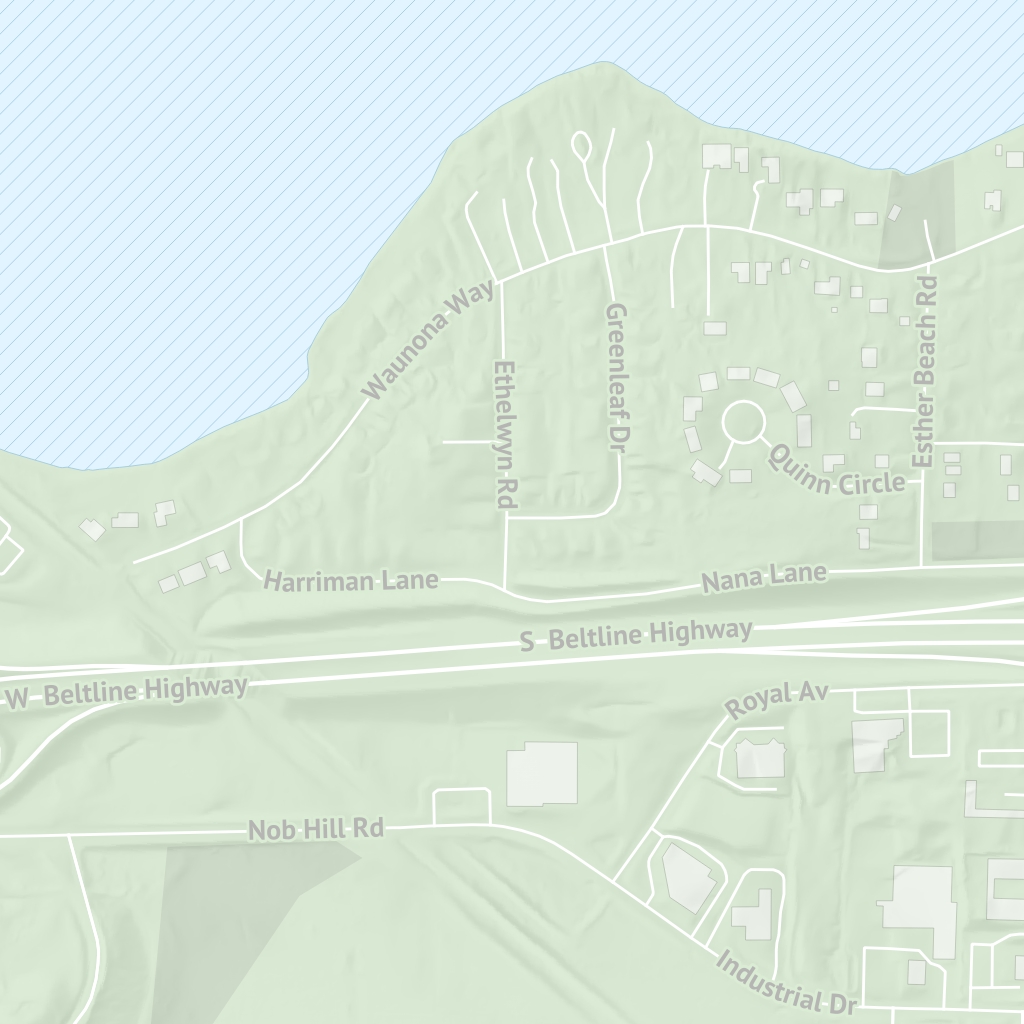 Waunona Way
Ethelwyn Rd
Greenleaf Dr
Esther Beach Rd
Quinn Circle
Harriman Lane
Nana Lane
S Beltline Highway
W Beltline Highway
Royal Av
Nob Hill Rd
Industrial Dr